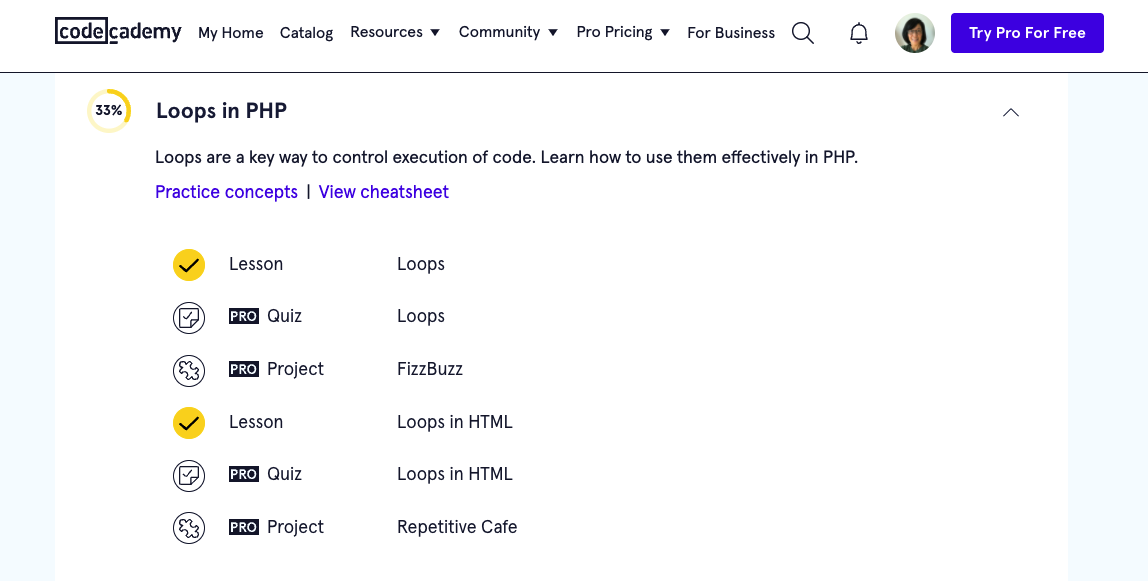 codecademy My Home Catalog Resources Community Pro Pricing For Business Try Pro For Free
33% Loops in PHP
Loops are a key way to control execution of code. Learn how to use them effectively in PHP.
Practice concepts | View cheatsheet
Lesson Loops
PRO Quiz Loops
PRO Project FizzBuzz
Lesson Loops in HTML
PRO Quiz Loops in HTML
PRO Project Repetitive Cafe